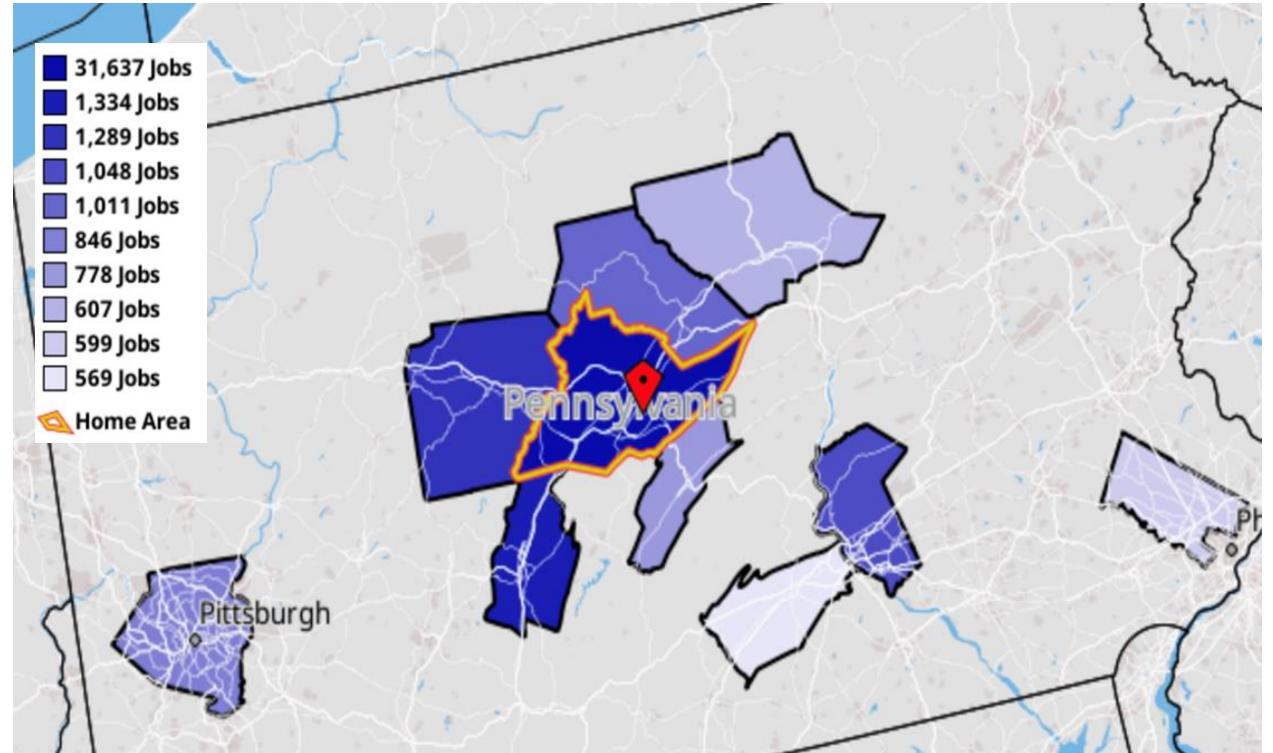 31,637 Jobs
1,334 Jobs
1,289 Jobs
1,048 Jobs
1,011 Jobs
846 Jobs
778 Jobs
607 Jobs
599 Jobs
569 Jobs
Home Area
Pennsylvania
Ph
Pittsburgh